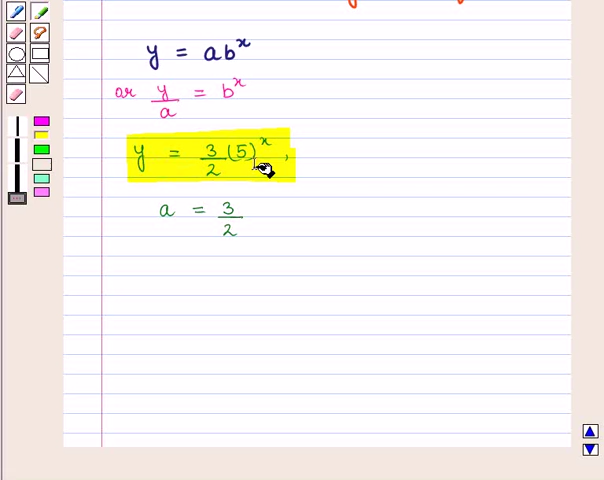 y = ab^x
or y/a = b^x
y = 3/2 (5)^x ,
a = 3/2